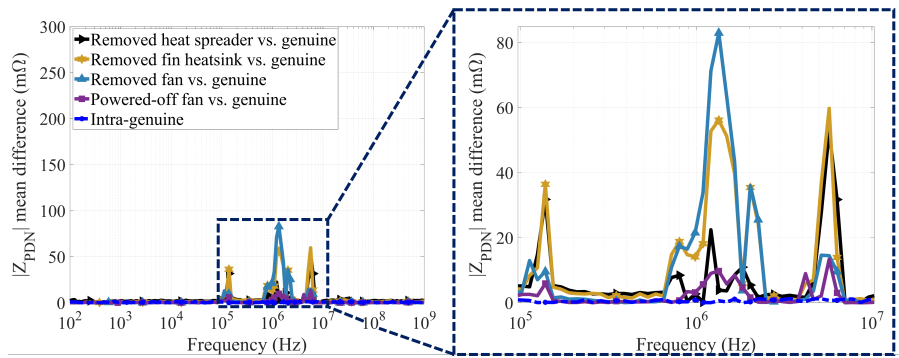 |Z_PDN| mean difference (mΩ)
300
250
200
150
100
50
0
Removed heat spreader vs. genuine
Removed fin heatsink vs. genuine
Removed fan vs. genuine
Powered-off fan vs. genuine
Intra-genuine
10^2 10^3 10^4 10^5 10^6 10^7 10^8 10^9
Frequency (Hz)
|Z_PDN| mean difference (mΩ)
80
60
40
20
0
10^5 10^6 10^7
Frequency (Hz)